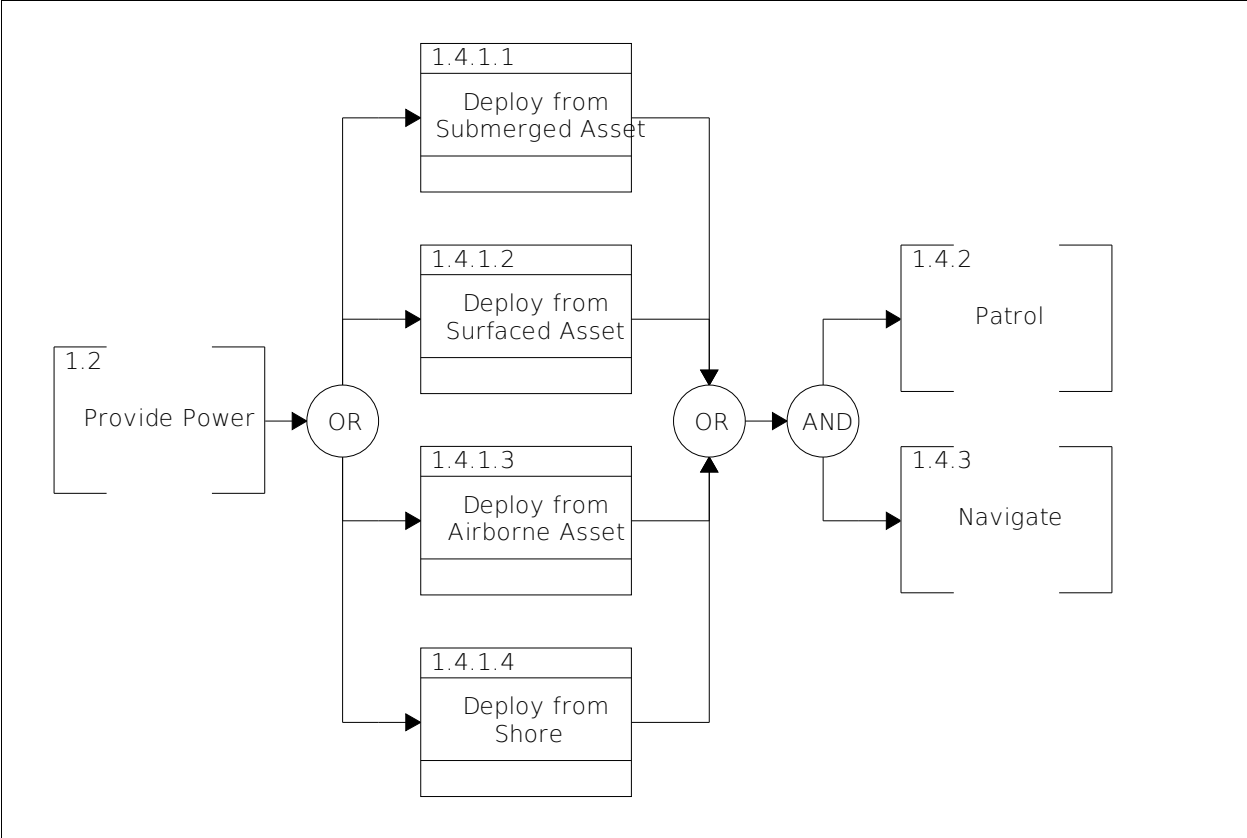 1.4.1.1
Deploy from
Submerged Asset
1.4.1.2
Deploy from
Surfaced Asset
1.4.2
Patrol
1.2
Provide Power
OR
OR
AND
1.4.1.3
Deploy from
Airborne Asset
1.4.3
Navigate
1.4.1.4
Deploy from
Shore